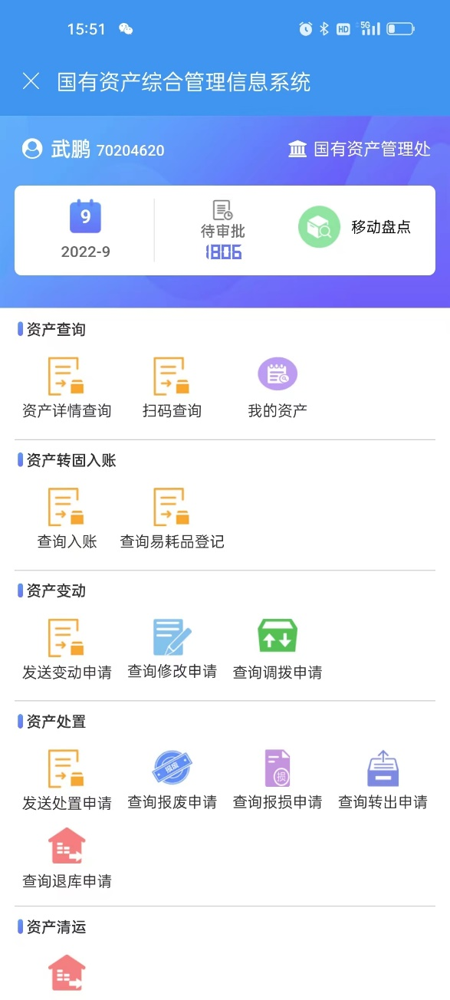 15:51
HD 5G
国有资产综合管理信息系统
武鹏 70204620 国有资产管理处
9
2022-9
待审批
1806
移动盘点
资产查询
资产详情查询 扫码查询 我的资产
资产转固入账
查询入账 查询易耗品登记
资产变动
发送变动申请 查询修改申请 查询调拨申请
资产处置
报废
损
发送处置申请 查询报废申请 查询报损申请 查询转出申请
查询退库申请
资产清运